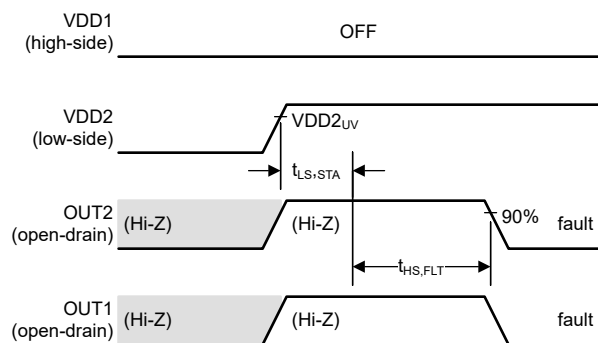 VDD1
(high-side)
OFF
VDD2
(low-side)
VDD2UV
tLS,STA
OUT2
(open-drain)
(Hi-Z)
(Hi-Z)
90%
fault
tHS,FLT
OUT1
(open-drain)
(Hi-Z)
(Hi-Z)
fault